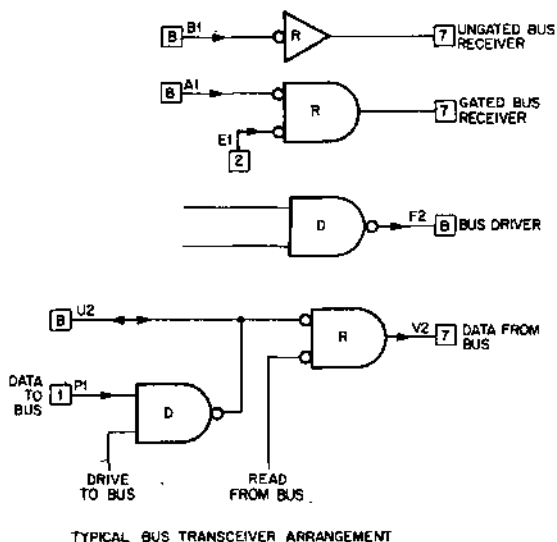 B B1 R 7 UNGATED BUS
RECEIVER
B A1 R 7 GATED BUS
RECEIVER
E1
2
D F2 B BUS DRIVER
B U2 R V2 7 DATA FROM
BUS
DATA
TO
BUS
1 P1 D
DRIVE
TO BUS
READ
FROM BUS
TYPICAL BUS TRANSCEIVER ARRANGEMENT